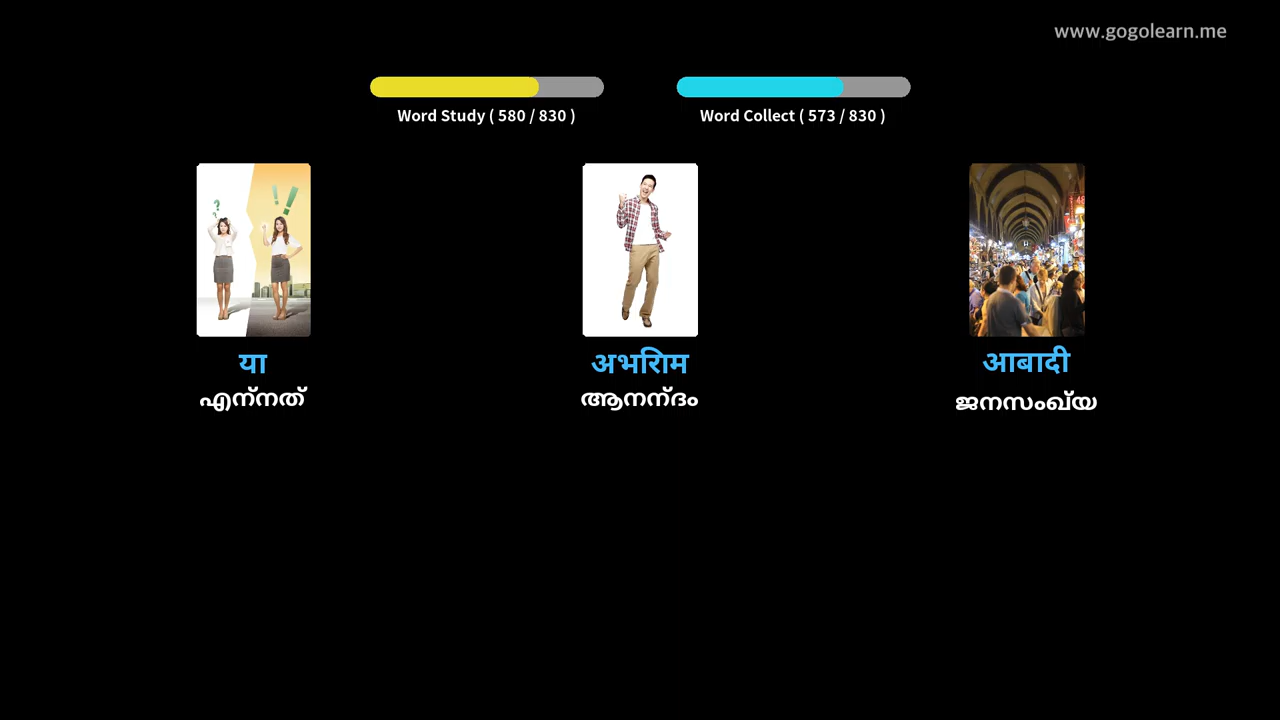 www.gogolearn.me
Word Study ( 580 / 830 )
Word Collect ( 573 / 830 )
या
अभिराम
आबादी
എന്നത്
ആനന്ദം
ജനസംഖ്യ